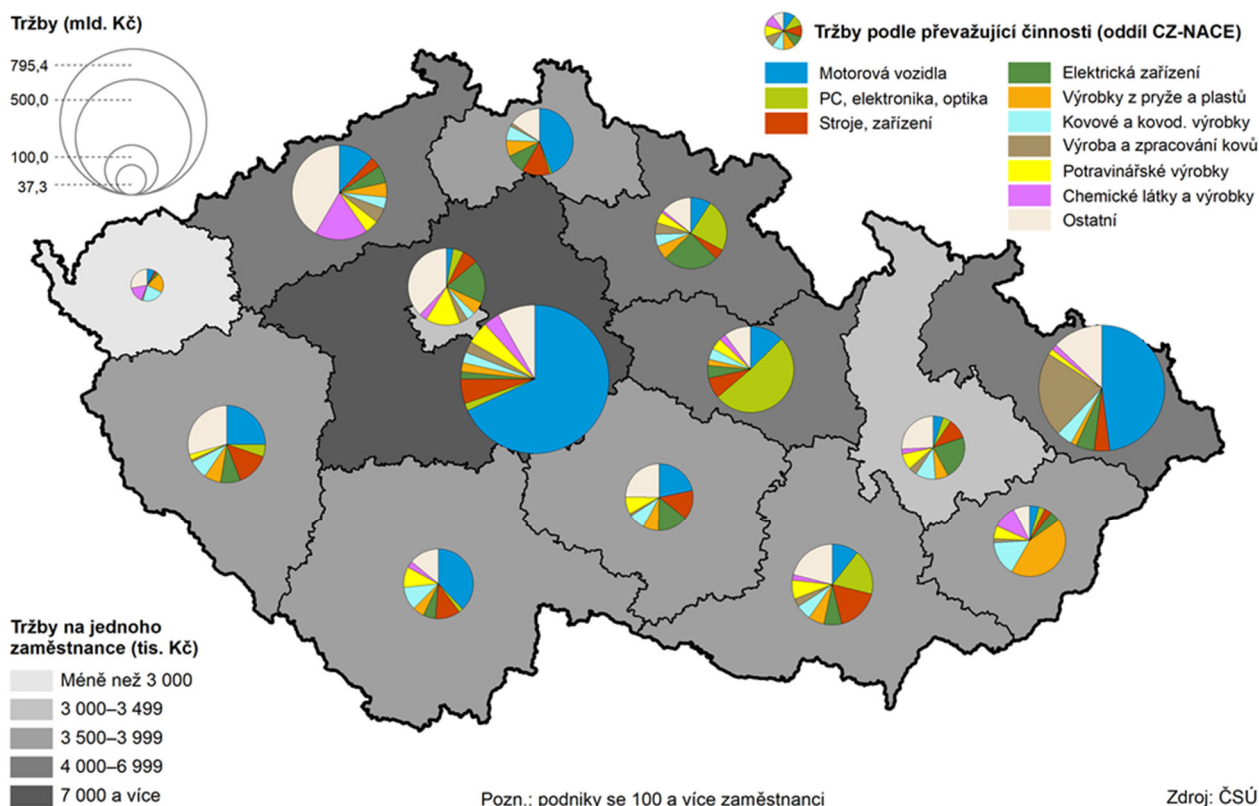 Tržby (mld. Kč)
795,4
500,0
100,0
37,3
Tržby podle převažující činnosti (oddíl CZ-NACE)
Motorová vozidla
PC, elektronika, optika
Stroje, zařízení
Elektrická zařízení
Výrobky z pryže a plastů
Kovové a kovod. výrobky
Výroba a zpracování kovů
Potravinářské výrobky
Chemické látky a výrobky
Ostatní
Tržby na jednoho
zaměstnance (tis. Kč)
Méně než 3 000
3 000–3 499
3 500–3 999
4 000–6 999
7 000 a více
Pozn.: podniky se 100 a více zaměstnanci
Zdroj: ČSÚ